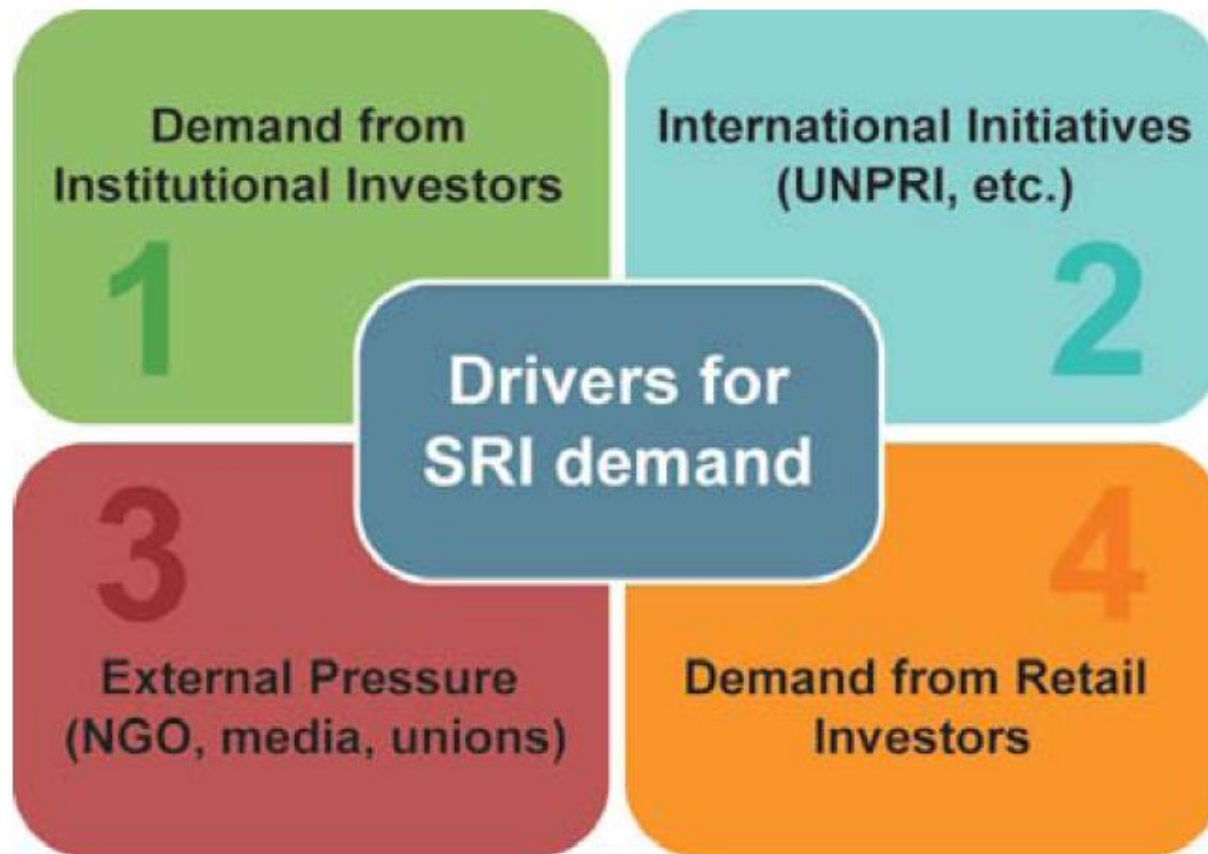 Demand from
Institutional Investors
1
International Initiatives
(UNPRI, etc.)
2
Drivers for
SRI demand
3
External Pressure
(NGO, media, unions)
4
Demand from Retail
Investors